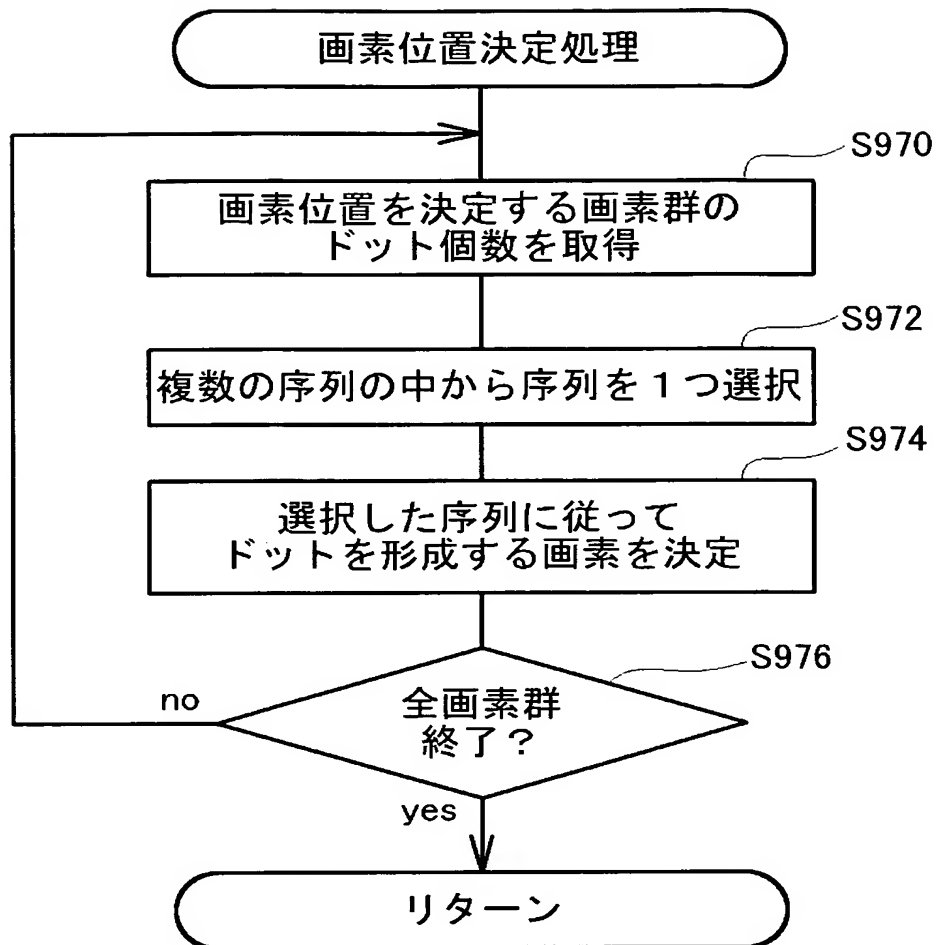 画素位置決定処理
S970
画素位置を決定する画素群の
ドット個数を取得
S972
複数の序列の中から序列を１つ選択
S974
選択した序列に従って
ドットを形成する画素を決定
S976
全画素群
終了？
no
yes
リターン